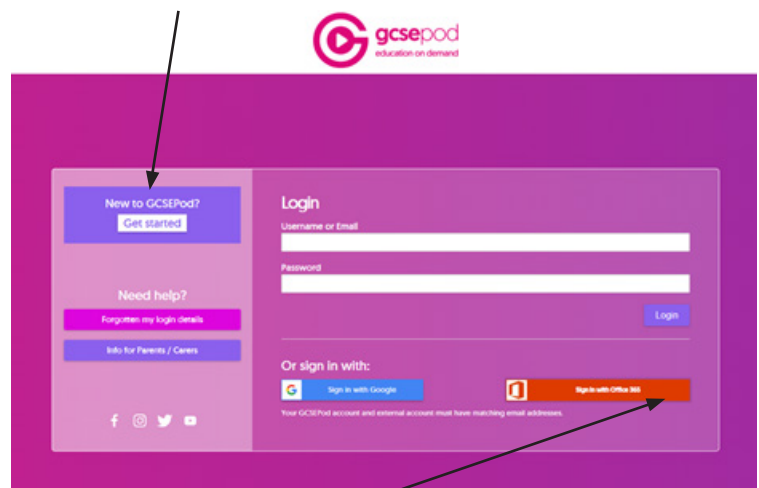 gcsepod
education on demand
New to GCSEPod?
Get started
Need help?
Forgotten my login details
Info for Parents / Carers
Login
Username or Email
Password
Login
Or sign in with:
Sign in with Google
Sign in with Office 365
Your GCSEPod account and external account must have matching email addresses.